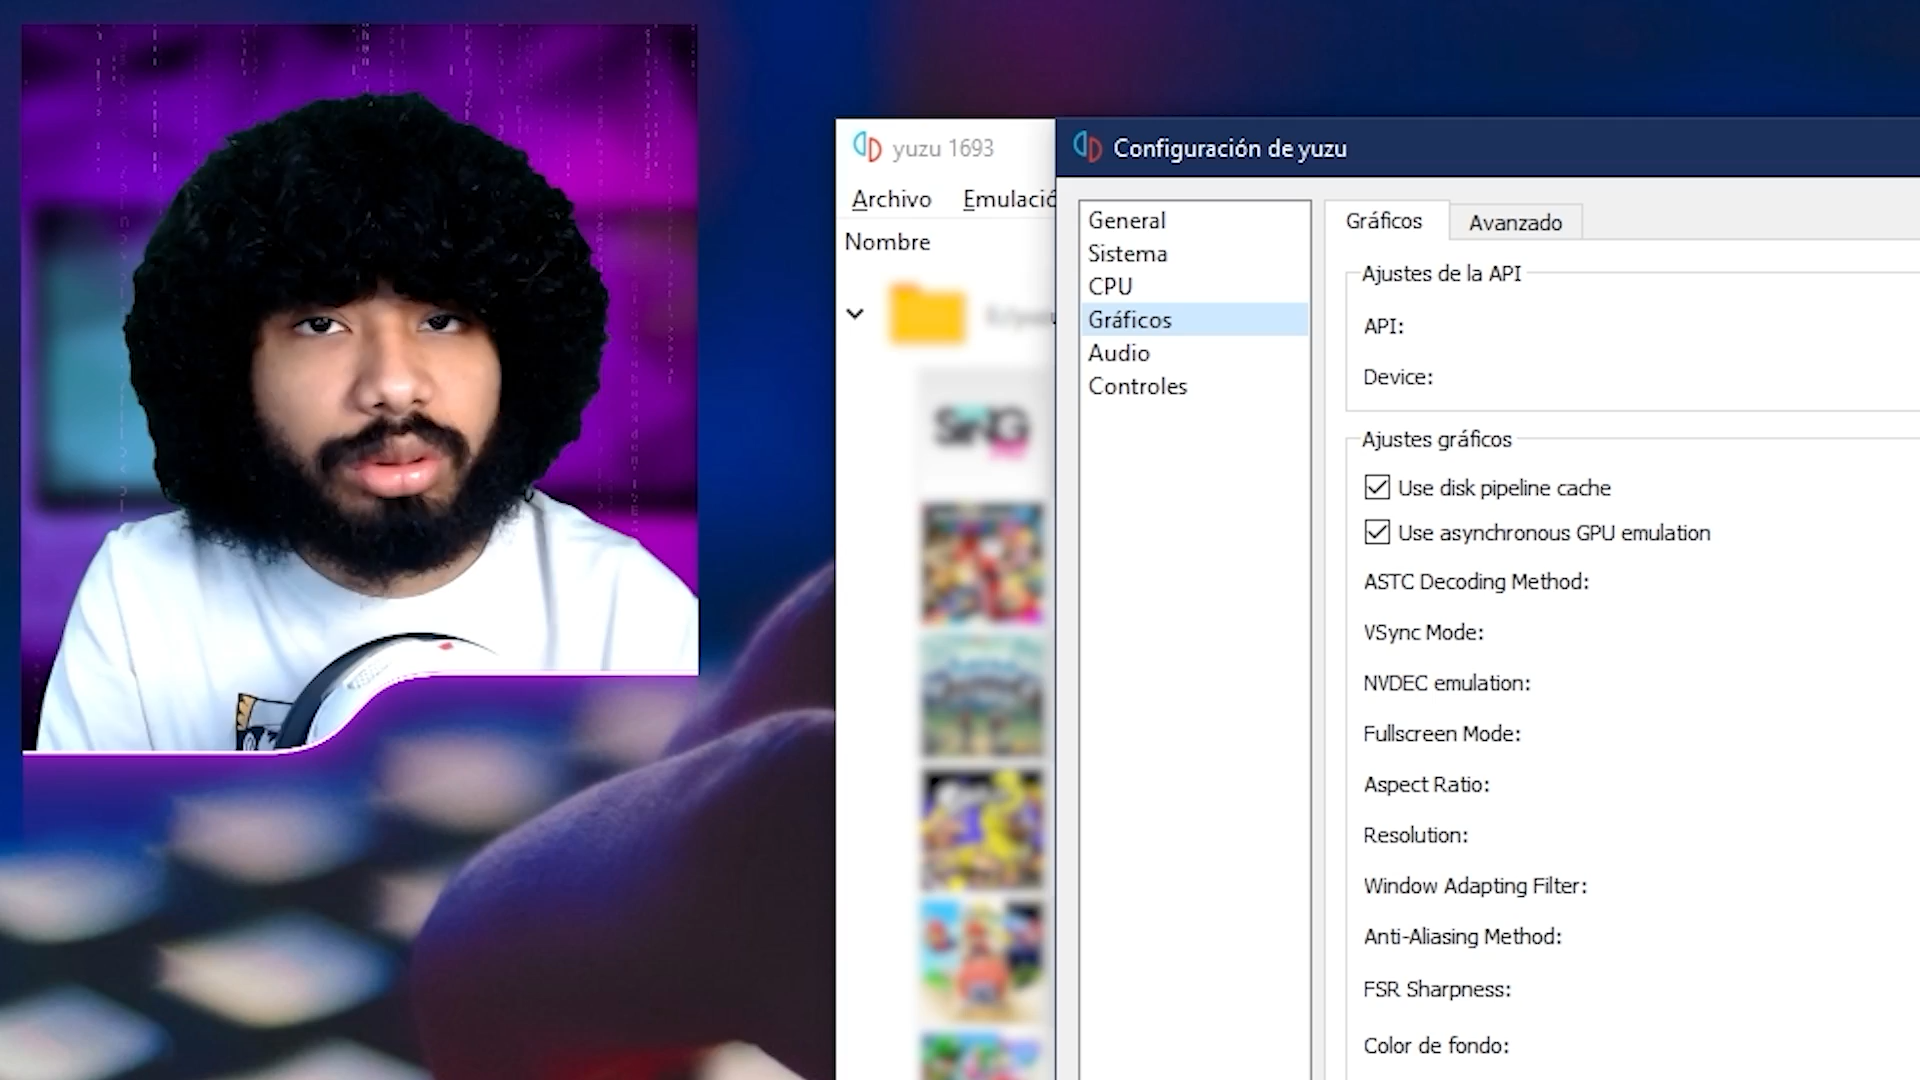 yuzu 1693
Archivo
Nombre
SING
Configuración de yuzu
General
Sistema
CPU
Gráficos
Audio
Controles
Gráficos
Avanzado
Ajustes de la API
API:
Device:
Ajustes gráficos
Use disk pipeline cache
Use asynchronous GPU emulation
ASTC Decoding Method:
VSync Mode:
NVDEC emulation:
Fullscreen Mode:
Aspect Ratio:
Resolution:
Window Adapting Filter:
Anti-Aliasing Method:
FSR Sharpness:
Color de fondo: